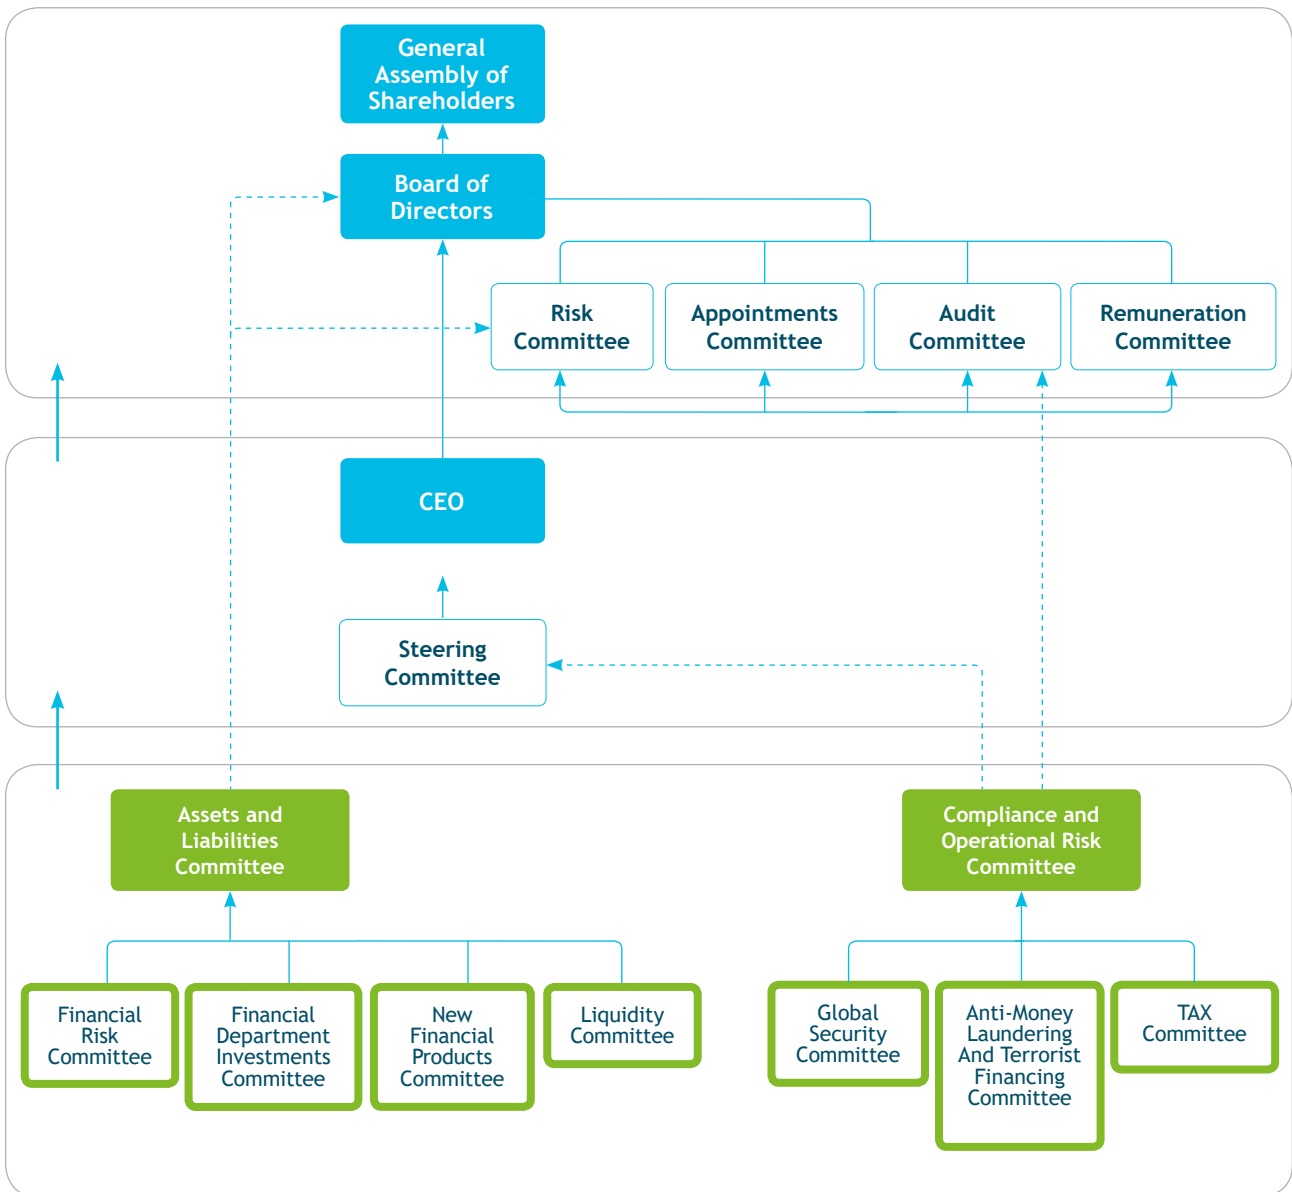 General
Assembly of
Shareholders
Board of
Directors
Risk
Committee
Appointments
Committee
Audit
Committee
Remuneration
Committee
CEO
Steering
Committee
Assets and
Liabilities
Committee
Compliance and
Operational Risk
Committee
Financial
Risk
Committee
Financial
Department
Investments
Committee
New
Financial
Products
Committee
Liquidity
Committee
Global
Security
Committee
Anti-Money
Laundering
And Terrorist
Financing
Committee
TAX
Committee